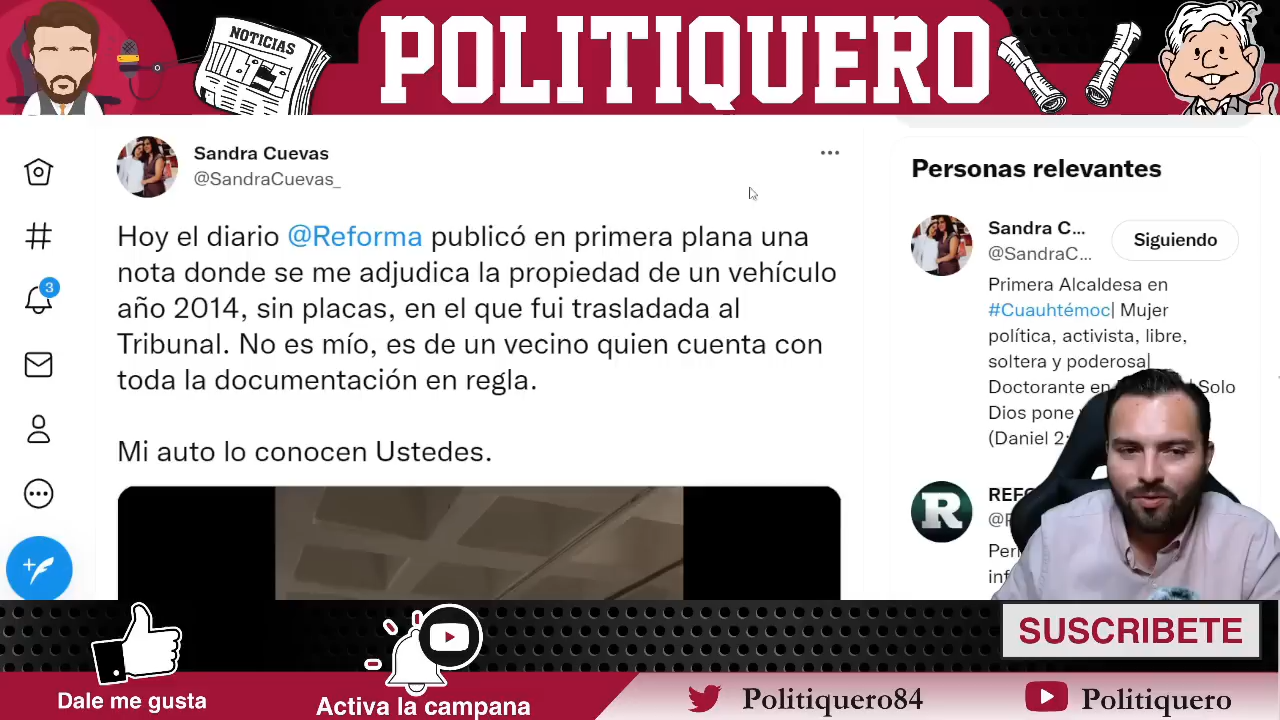 NOTICIAS
POLITIQUERO
Sandra Cuevas
@SandraCuevas_
Hoy el diario @Reforma publicó en primera plana una
nota donde se me adjudica la propiedad de un vehículo
año 2014, sin placas, en el que fui trasladada al
Tribunal. No es mío, es de un vecino quien cuenta con
toda la documentación en regla.
Mi auto lo conocen Ustedes.
3
Personas relevantes
Sandra C...
@SandraC...
Siguiendo
Primera Alcaldesa en
#Cuauhtémoc| Mujer
política, activista, libre,
soltera y poderosa|
Doctorante en Solo
Dios pone
(Daniel 2:
R
SUSCRIBETE
Dale me gusta
Activa la campana
Politiquero84
Politiquero